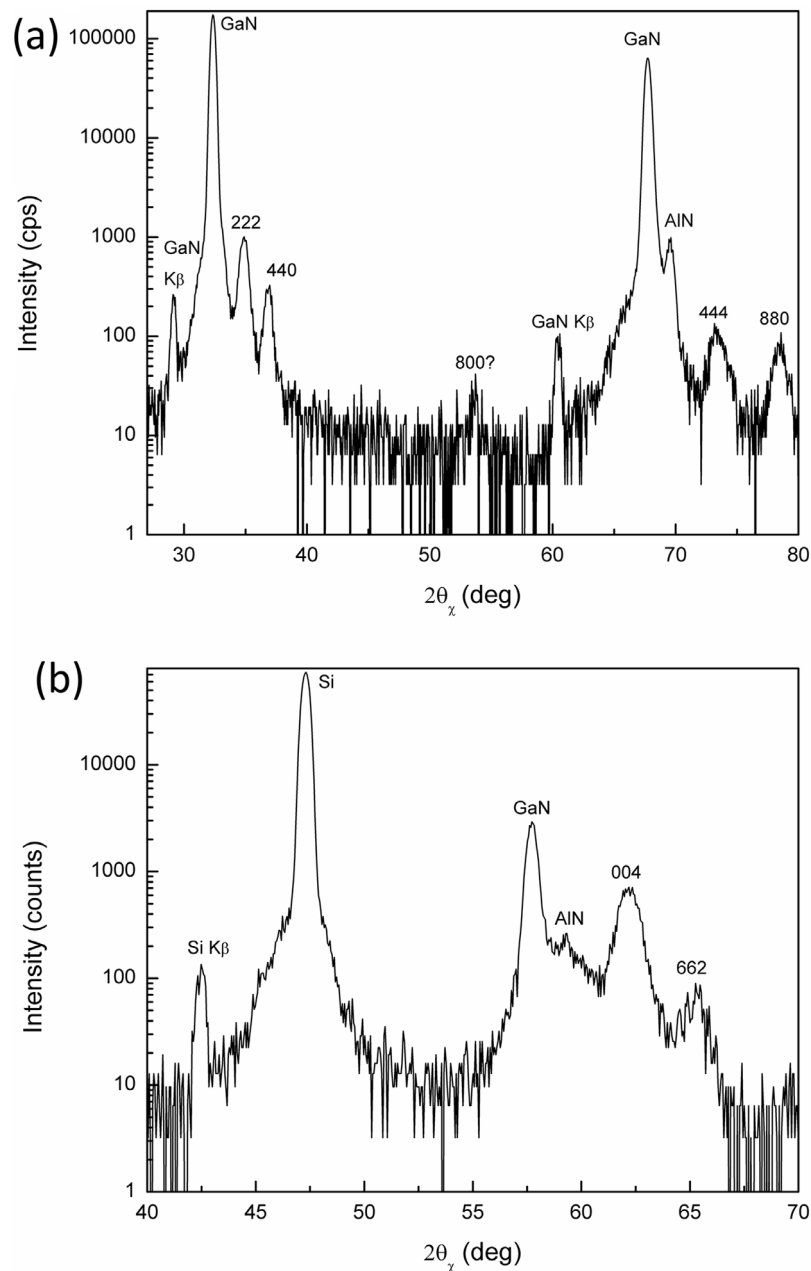 (a)
100000
10000
1000
100
10
1
Intensity (cps)
GaN
Kβ
GaN
222
440
800?
GaN Kβ
GaN
AlN
444
880
30
40
50
60
70
80
2θχ (deg)
(b)
10000
1000
100
10
1
Intensity (counts)
Si Kβ
Si
GaN
AlN
004
662
40
45
50
55
60
65
70
2θχ (deg)